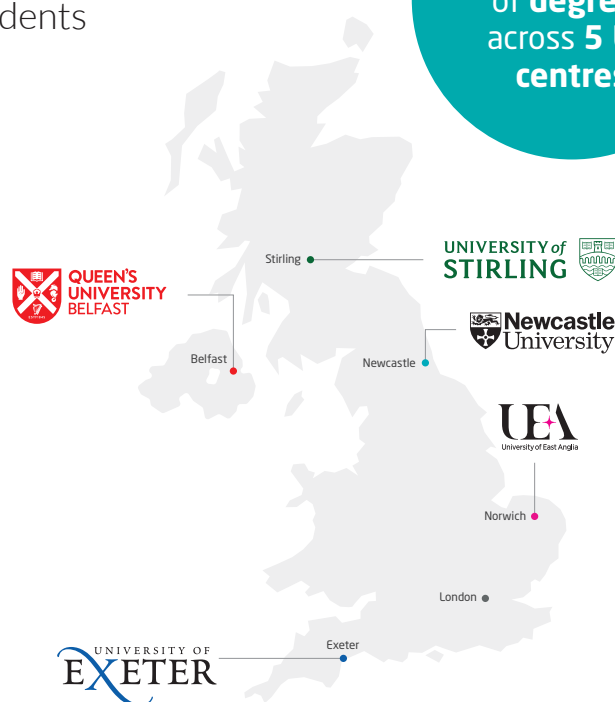 dents
of degre
across 5
centres
Stirling
UNIVERSITY of
STIRLING
QUEEN'S
UNIVERSITY
BELFAST
Newcastle
University
Belfast
Newcastle
UEA
University of East Anglia
Norwich
London
Exeter
UNIVERSITY OF
EXETER